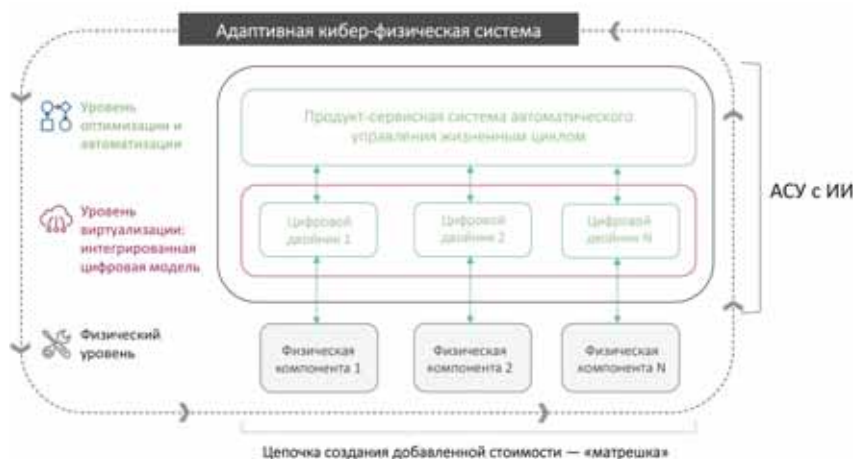 Адаптивная кибер-физическая система
Уровень
оптимизации и
автоматизации
Продукт-сервисная система автоматического
управления жизненным циклом
АСУ с ИИ
Уровень
виртуализации:
интегрированная
цифровая модель
Цифровой
двойник 1
Цифровой
двойник 2
Цифровой
двойник N
Физический
уровень
Физическая
компонента 1
Физическая
компонента 2
Физическая
компонента N
Цепочка создания добавленной стоимости — «матрешка»